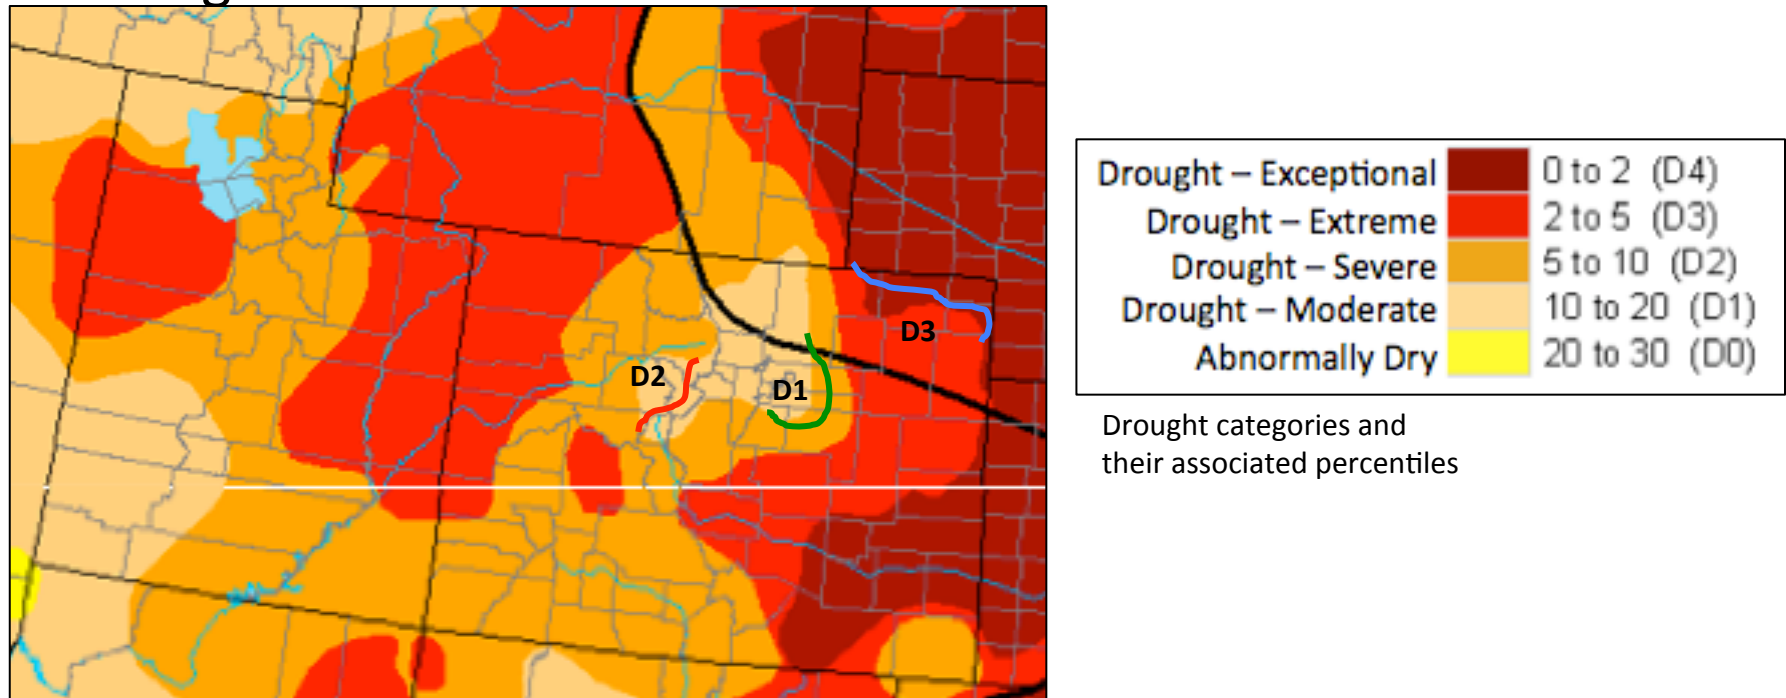 D3
D2
D1
Drought – Exceptional 0 to 2 (D4)
Drought – Extreme 2 to 5 (D3)
Drought – Severe 5 to 10 (D2)
Drought – Moderate 10 to 20 (D1)
Abnormally Dry 20 to 30 (D0)
Drought categories and
their associated percentiles